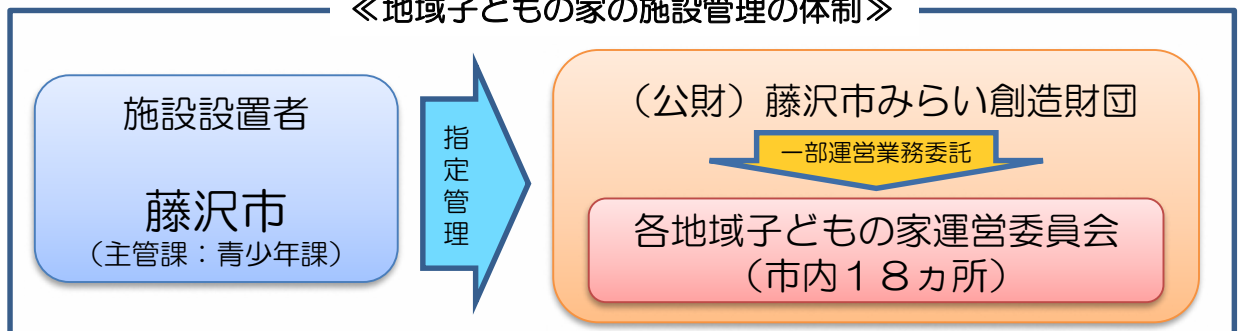 ≪地域子どもの家の施設管理の体制≫
施設設置者
藤沢市
（主管課：青少年課）
指定管理
（公財）藤沢市みらい創造財団
一部運営業務委託
各地域子どもの家運営委員会
（市内１８ヵ所）